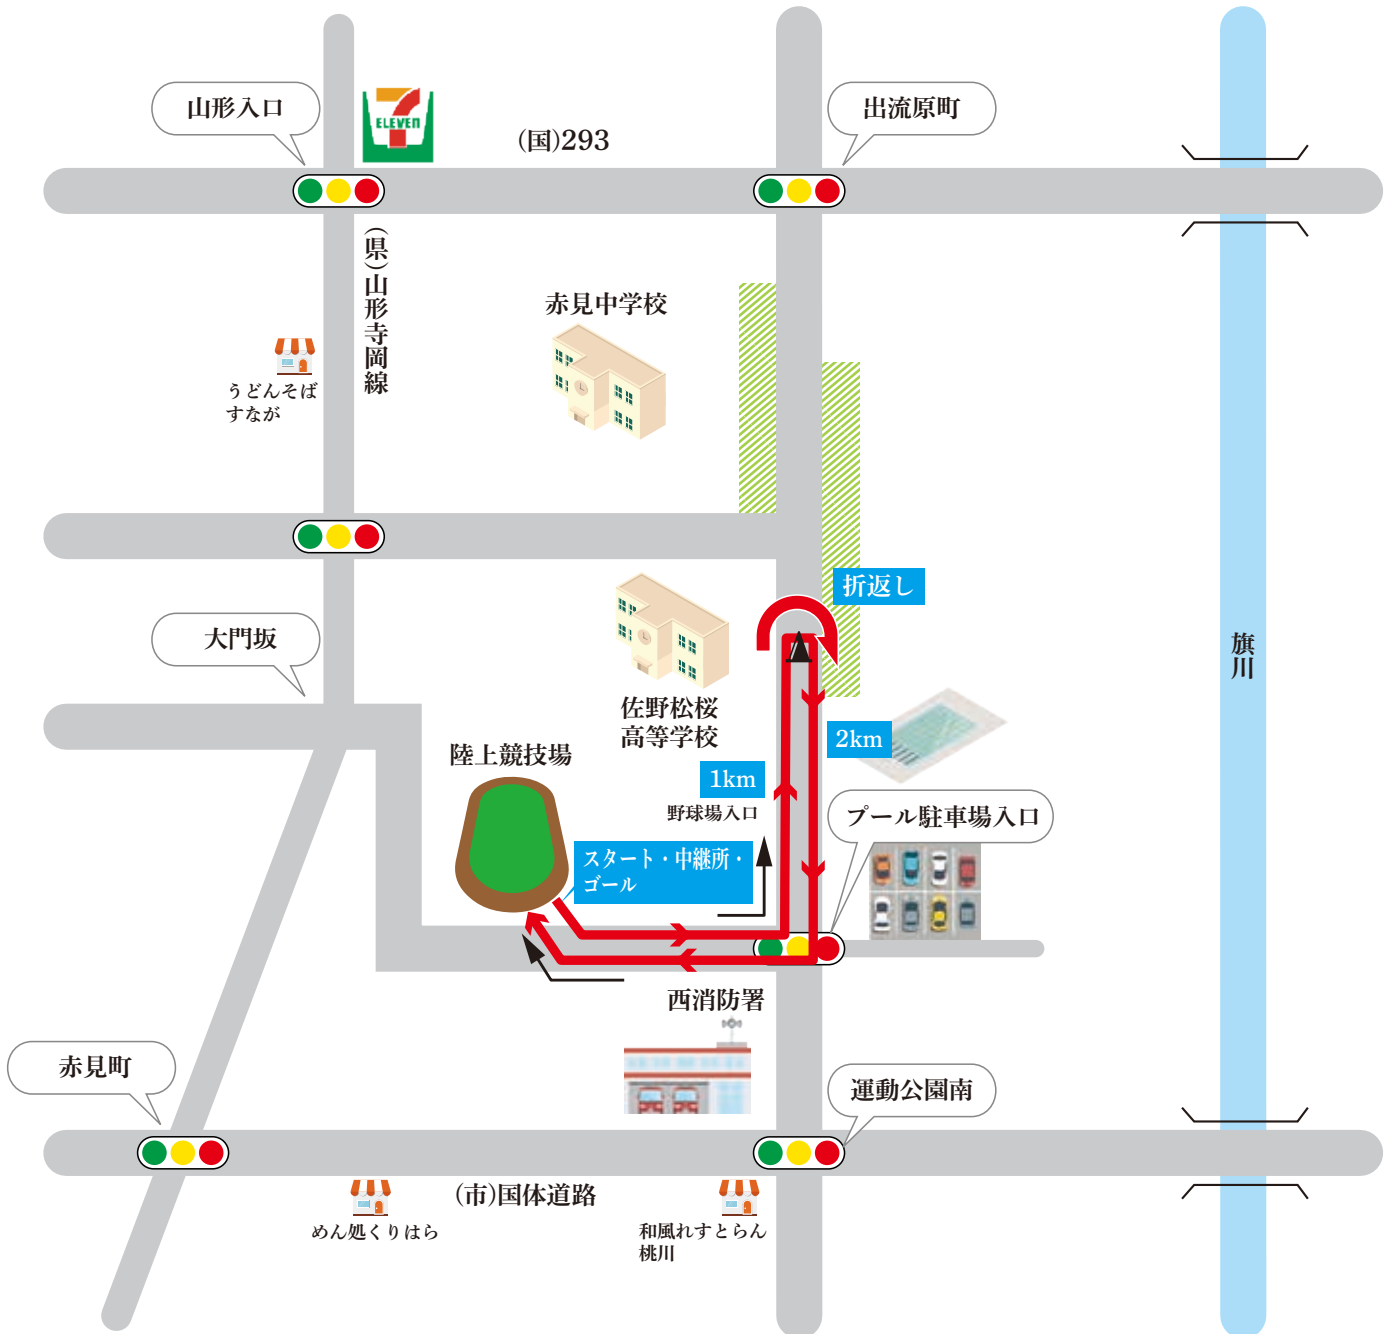 山形入口
ELEVEN
(国)293
出流原町
(県)山形寺岡線
赤見中学校
うどんそば
すなが
折返し
大門坂
佐野松桜
高等学校
旗川
2km
陸上競技場
1km
野球場入口
プール駐車場入口
スタート・中継所・
ゴール
西消防署
赤見町
運動公園南
(市)国体道路
めん処くりはら
和風れすとらん
桃川